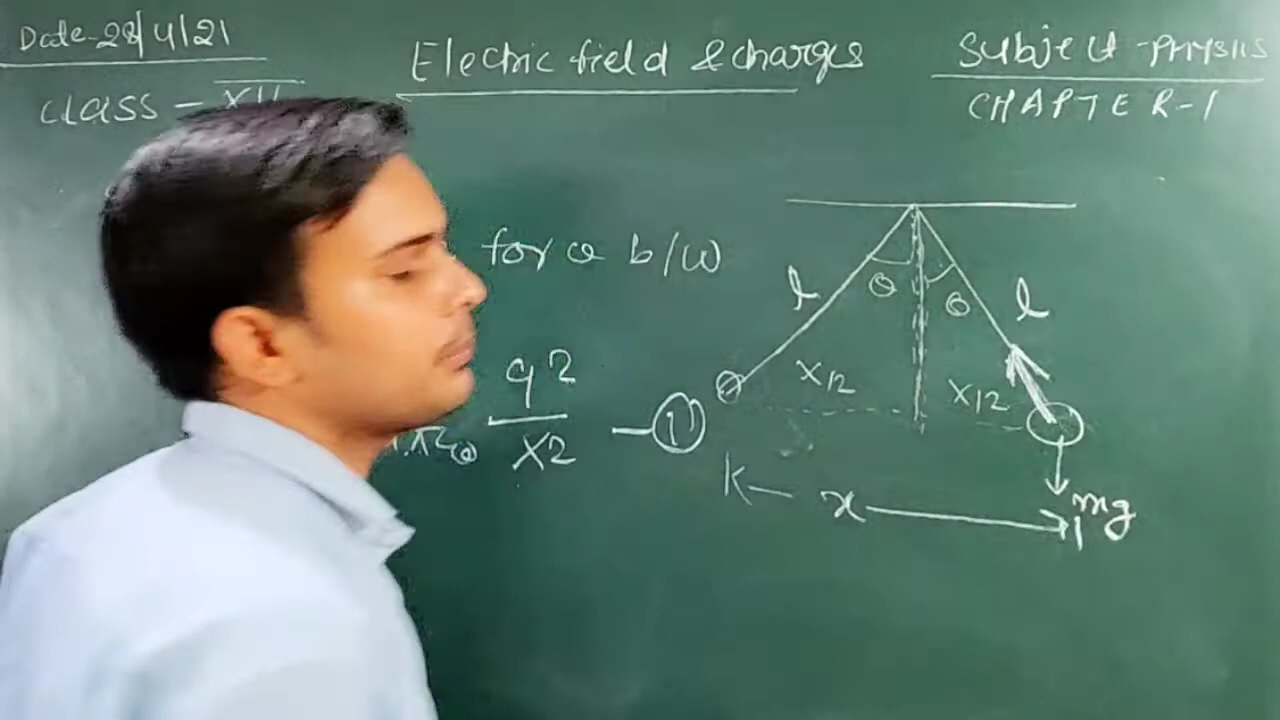 Date-28/4/21
Electric field & charges
Subject-PHYSICS
CLASS - XII
CHAPTER-1
for a b/w
l
θ
θ
l
q2
x2
—①
x/2
x/2
x
mg